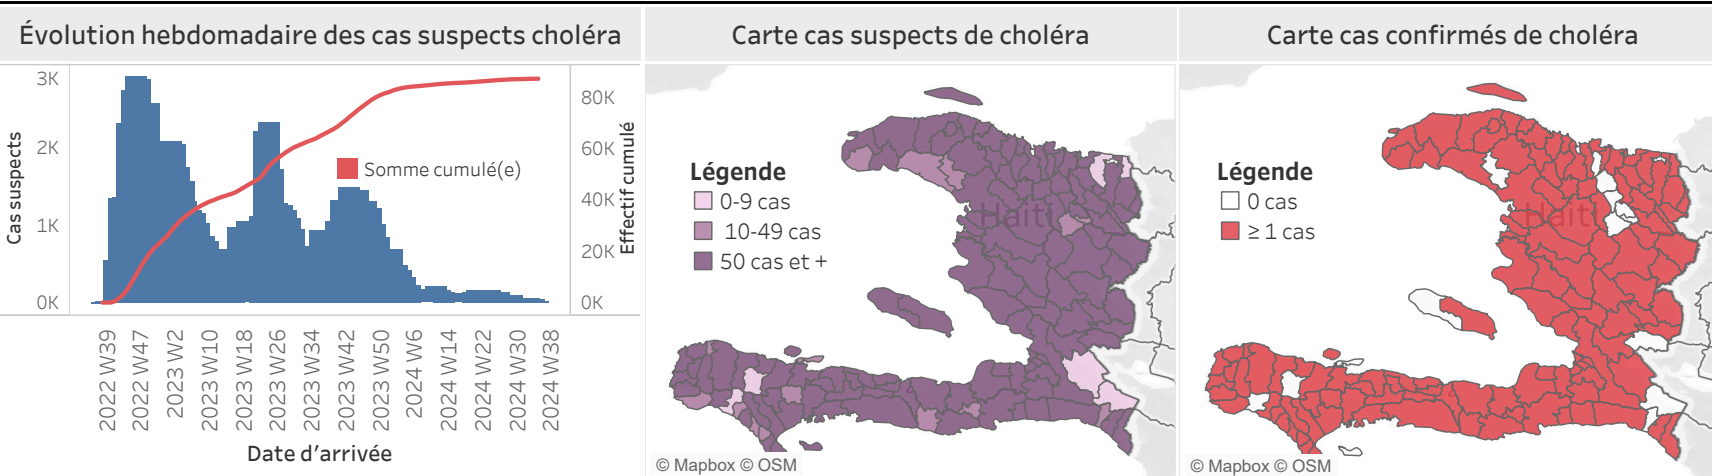 Évolution hebdomadaire des cas suspects choléra
Cas suspects
3K
2K
1K
0K
Somme cumulé(e)
80K
60K
40K
20K
0K
Effectif cumulé
2022 W39
2022 W47
2023 W2
2023 W10
2023 W18
2023 W26
2023 W34
2023 W42
2023 W50
2024 W6
2024 W14
2024 W22
2024 W30
2024 W38
Date d'arrivée
Carte cas suspects de choléra
Légende
0-9 cas
10-49 cas
50 cas et +
Haiti
© Mapbox © OSM
Carte cas confirmés de choléra
Légende
0 cas
≥ 1 cas
Haiti
© Mapbox © OSM